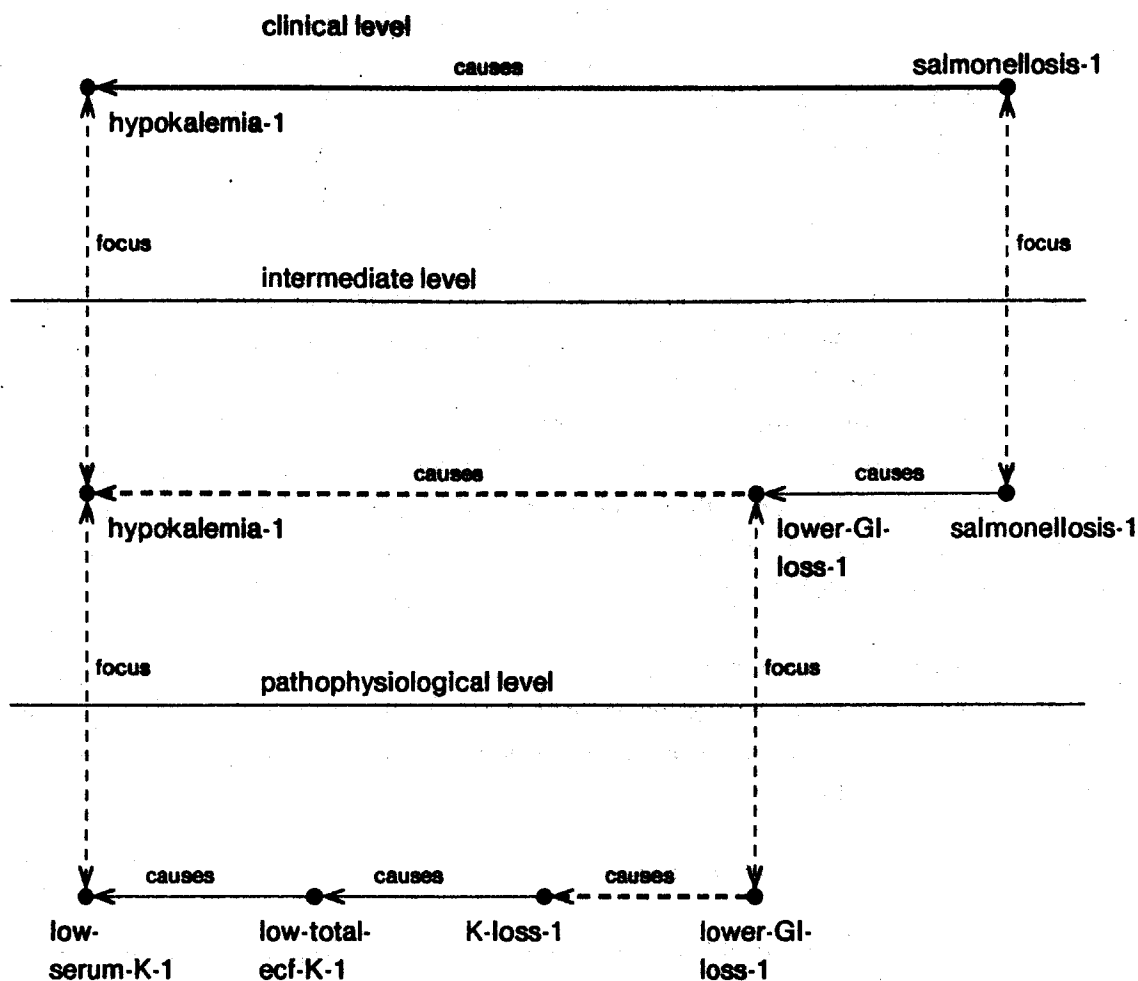 clinical level
causes
salmonellosis-1
hypokalemia-1
focus
focus
intermediate level
causes
causes
hypokalemia-1
lower-GI-
loss-1
salmonellosis-1
focus
focus
pathophysiological level
causes
causes
causes
low-
serum-K-1
low-total-
ecf-K-1
K-loss-1
lower-GI-
loss-1